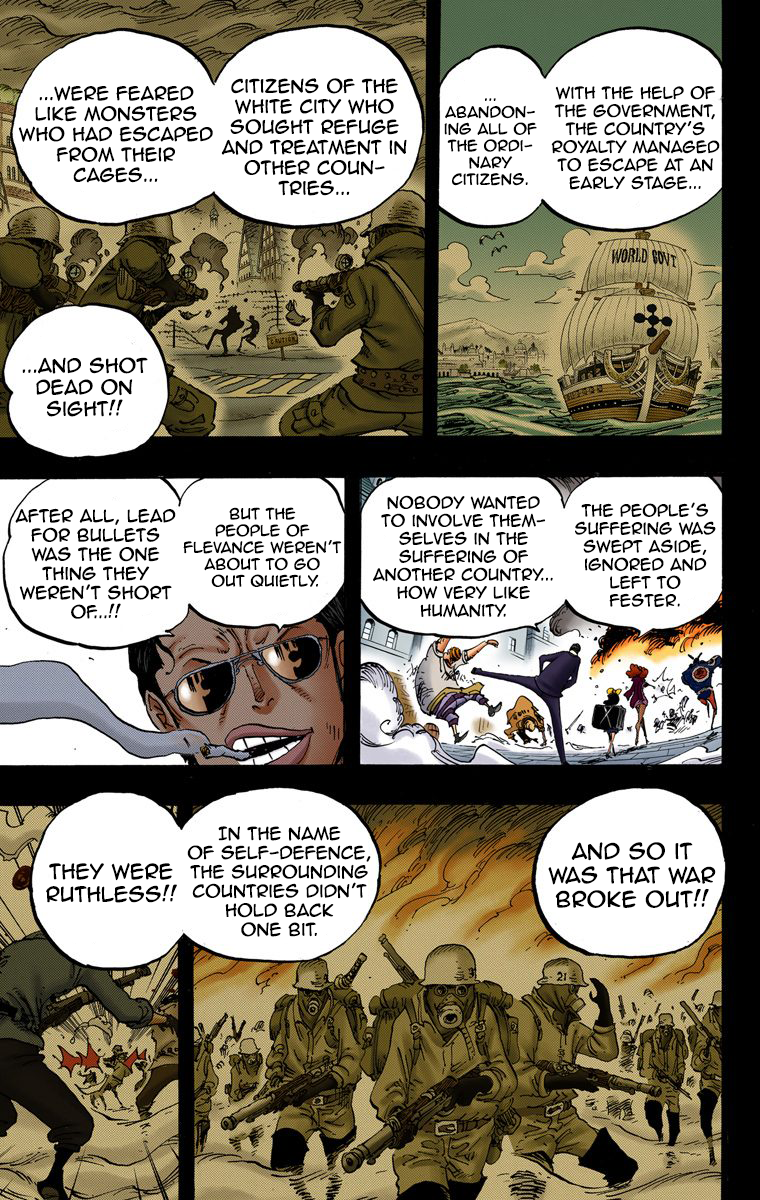 WITH THE HELP OF
THE GOVERNMENT,
THE COUNTRY'S
ROYALTY MANAGED
TO ESCAPE AT AN
EARLY STAGE...
...
ABANDON-
ING ALL OF
THE ORDI-
NARY
CITIZENS.
WORLD GOVT
CITIZENS OF THE
WHITE CITY WHO
SOUGHT REFUGE
AND TREATMENT IN
OTHER COUN-
TRIES...
...WERE FEARED
LIKE MONSTERS
WHO HAD ESCAPED
FROM THEIR
CAGES...
CAUTION
...AND SHOT
DEAD ON
SIGHT!!
THE PEOPLE'S
SUFFERING WAS
SWEPT ASIDE,
IGNORED AND
LEFT TO
FESTER.
NOBODY WANTED
TO INVOLVE THEM-
SELVES IN THE
SUFFERING OF
ANOTHER COUNTRY...
HOW VERY LIKE
HUMANITY.
BUT THE
PEOPLE OF
FLEVANCE WEREN'T
ABOUT TO GO
OUT QUIETLY.
AFTER ALL, LEAD
FOR BULLETS
WAS THE ONE
THING THEY
WEREN'T SHORT
OF...!!
AND SO IT
WAS THAT WAR
BROKE OUT!!
IN THE NAME
OF SELF-DEFENCE,
THE SURROUNDING
COUNTRIES DIDN'T
HOLD BACK
ONE BIT.
21
THEY WERE
RUTHLESS!!